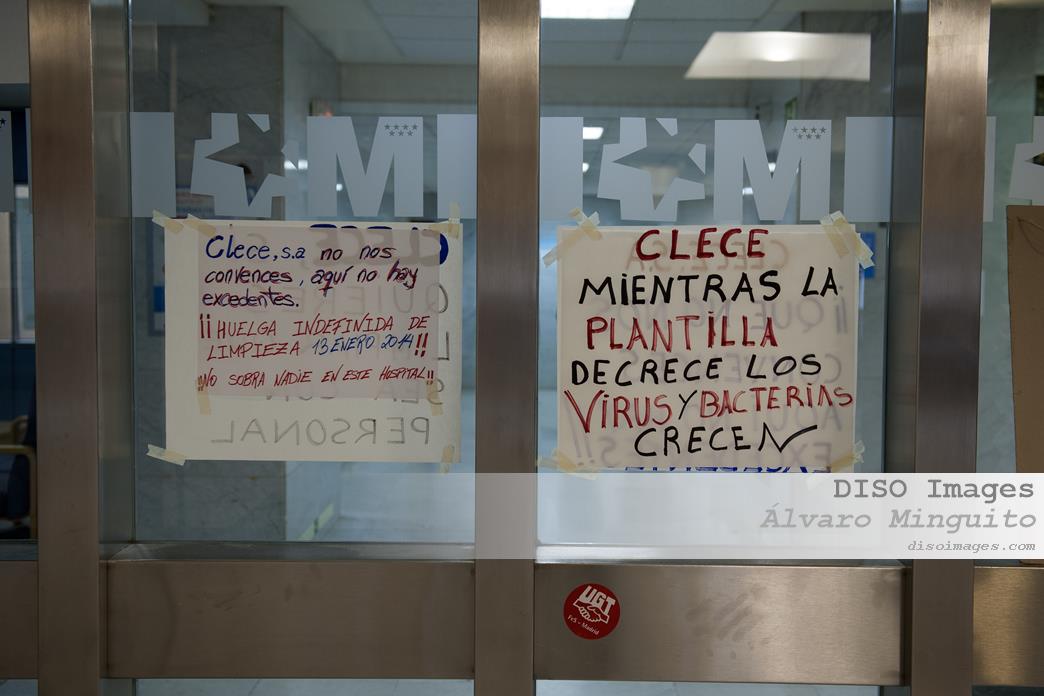 M
M
Clece, s.a no nos
convences, aquí no hay
excedentes.
¡¡HUELGA INDEFINIDA DE
LIMPIEZA 13 ENERO 2014!!
"NO SOBRA NADIE EN ESTE HOSPITAL"
PERSONAL
CLECE
MIENTRAS LA
PLANTILLA
DECRECE LOS
VIRUS Y BACTERIAS
CRECEN
DISO Images
Álvaro Minguito
disoimages.com
UGT
FeS - Madrid